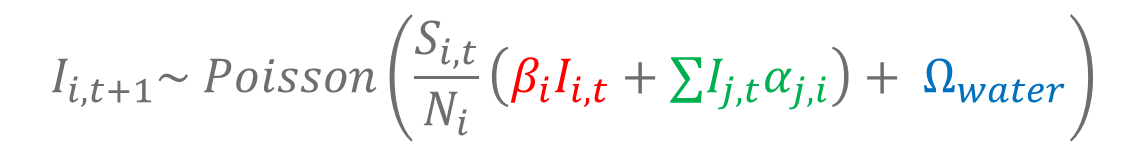 I_{i,t+1} ~ Poisson(S_{i,t}/N_i (β_i I_{i,t} + ∑I_{j,t}α_{j,i}) + Ω_{water})